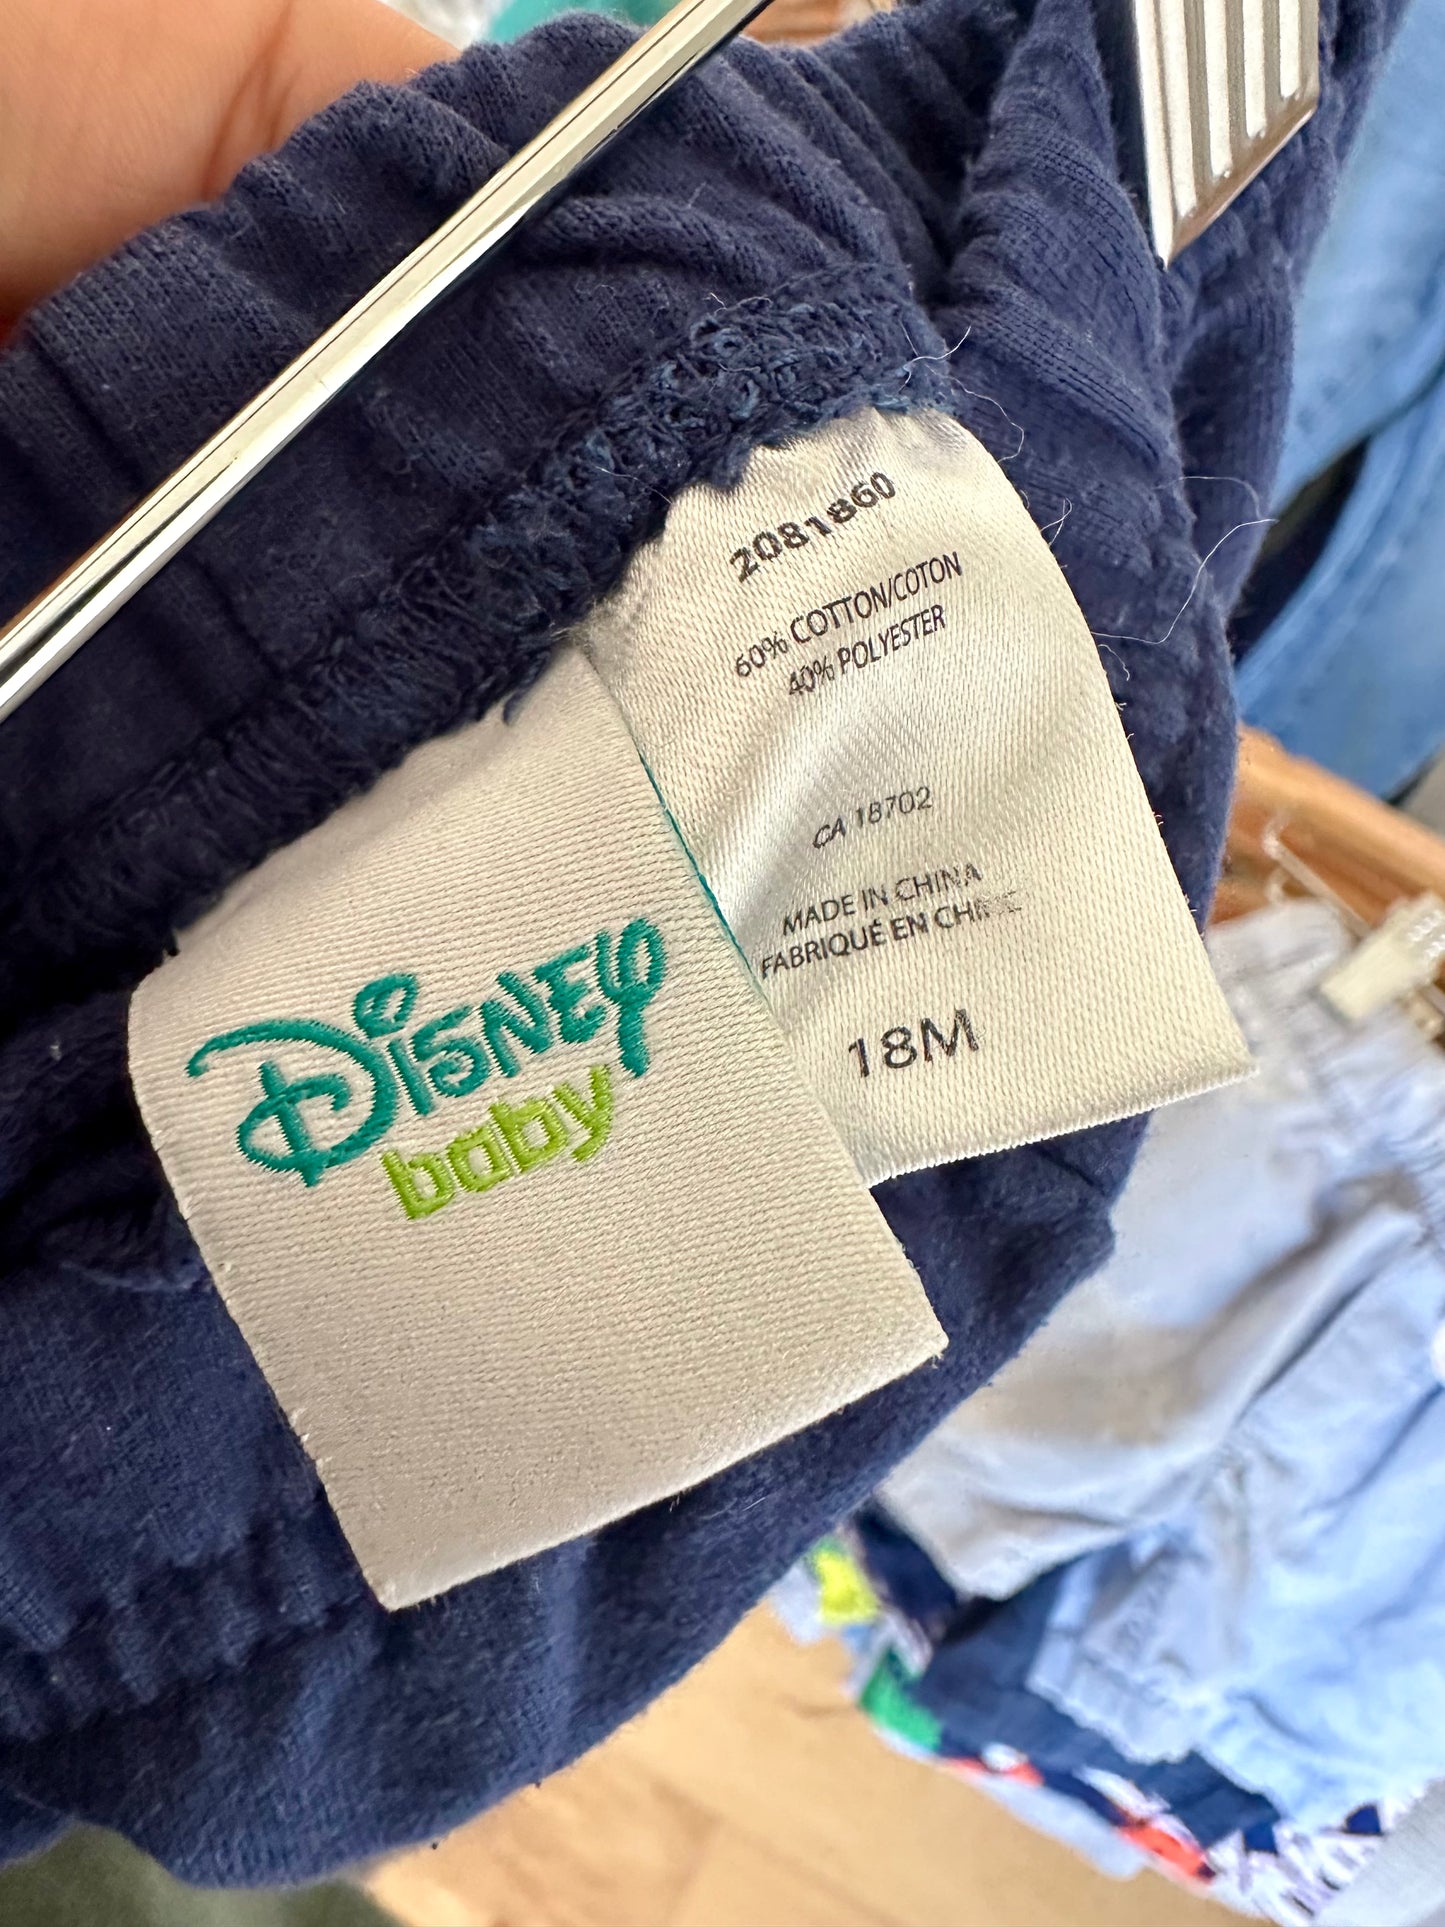 2081860
60% COTTON/COTON
40% POLYESTER
CA 18702
MADE IN CHINA
FABRIQUÉ EN CHINE
18M
DISNEY
baby